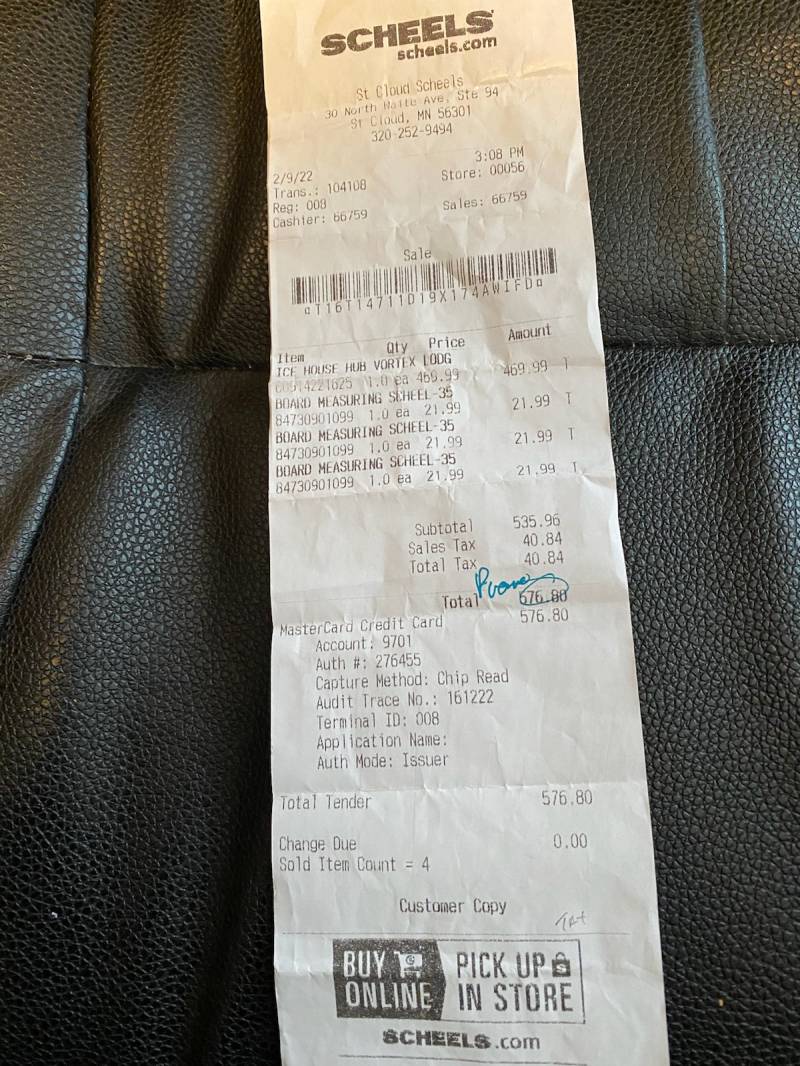 SCHEELS
scheels.com
St Cloud Scheels
30 North Waite Ave, Ste 94
St Cloud, MN 56301
320-252-9494
3:08 PM
2/9/22 Store: 00056
Trans.: 104108
Reg: 008 Sales: 66759
Cashier: 66759
Sale
¤T16T14711D19X174AWIFD¤
Item Qty Price Amount
ICE HOUSE HUB VORTEX LODG
1.0 ea 469.99 469.99 T
BOARD MEASURING SCHEEL-35
84730901099 1.0 ea 21.99 21.99 T
BOARD MEASURING SCHEEL-35
84730901099 1.0 ea 21.99 21.99 T
BOARD MEASURING SCHEEL-35
84730901099 1.0 ea 21.99 21.99 T
Subtotal 535.96
Sales Tax 40.84
Total Tax 40.84
Total 576.80
MasterCard Credit Card 576.80
Account: 9701
Auth #: 276455
Capture Method: Chip Read
Audit Trace No.: 161222
Terminal ID: 008
Application Name:
Auth Mode: Issuer
Total Tender 576.80
Change Due 0.00
Sold Item Count = 4
Customer Copy
BUY ONLINE
PICK UP IN STORE
SCHEELS.com